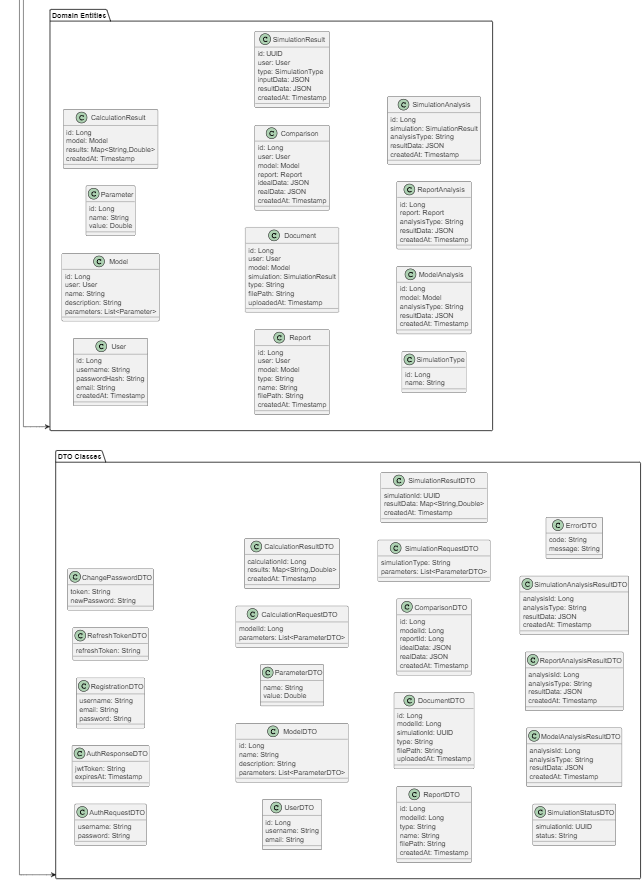 Domain Entities
C SimulationResult
id: UUID
user: User
type: SimulationType
inputData: JSON
resultData: JSON
createdAt: Timestamp
C SimulationAnalysis
id: Long
simulation: SimulationResult
analysisType: String
resultData: JSON
createdAt: Timestamp
C CalculationResult
id: Long
model: Model
results: Map<String,Double>
createdAt: Timestamp
C Comparison
id: Long
user: User
model: Model
report: Report
idealData: JSON
realData: JSON
createdAt: Timestamp
C ReportAnalysis
id: Long
report: Report
analysisType: String
resultData: JSON
createdAt: Timestamp
C Parameter
id: Long
name: String
value: Double
C Document
id: Long
user: User
model: Model
simulation: SimulationResult
type: String
filePath: String
uploadedAt: Timestamp
C Model
id: Long
user: User
name: String
description: String
parameters: List<Parameter>
C ModelAnalysis
id: Long
model: Model
analysisType: String
resultData: JSON
createdAt: Timestamp
C Report
id: Long
user: User
model: Model
type: String
name: String
filePath: String
createdAt: Timestamp
C User
id: Long
username: String
passwordHash: String
email: String
createdAt: Timestamp
C SimulationType
id: Long
name: String
DTO Classes
C SimulationResultDTO
simulationId: UUID
resultData: Map<String,Double>
createdAt: Timestamp
C ErrorDTO
code: String
message: String
C CalculationResultDTO
calculationId: Long
results: Map<String,Double>
createdAt: Timestamp
C SimulationRequestDTO
simulationType: String
parameters: List<ParameterDTO>
C ChangePasswordDTO
token: String
newPassword: String
C SimulationAnalysisResultDTO
analysisId: Long
analysisType: String
resultData: JSON
createdAt: Timestamp
C CalculationRequestDTO
modelId: Long
parameters: List<ParameterDTO>
C ComparisonDTO
id: Long
modelId: Long
reportId: Long
idealData: JSON
realData: JSON
createdAt: Timestamp
C RefreshTokenDTO
refreshToken: String
C ReportAnalysisResultDTO
analysisId: Long
analysisType: String
resultData: JSON
createdAt: Timestamp
C ParameterDTO
name: String
value: Double
C RegistrationDTO
username: String
email: String
password: String
C DocumentDTO
id: Long
modelId: Long
simulationId: UUID
type: String
filePath: String
uploadedAt: Timestamp
C ModelDTO
id: Long
name: String
description: String
parameters: List<ParameterDTO>
C ModelAnalysisResultDTO
analysisId: Long
analysisType: String
resultData: JSON
createdAt: Timestamp
C AuthResponseDTO
jwtToken: String
expiresAt: Timestamp
C ReportDTO
id: Long
modelId: Long
type: String
name: String
filePath: String
createdAt: Timestamp
C UserDTO
id: Long
username: String
email: String
C AuthRequestDTO
username: String
password: String
C SimulationStatusDTO
simulationId: UUID
status: String